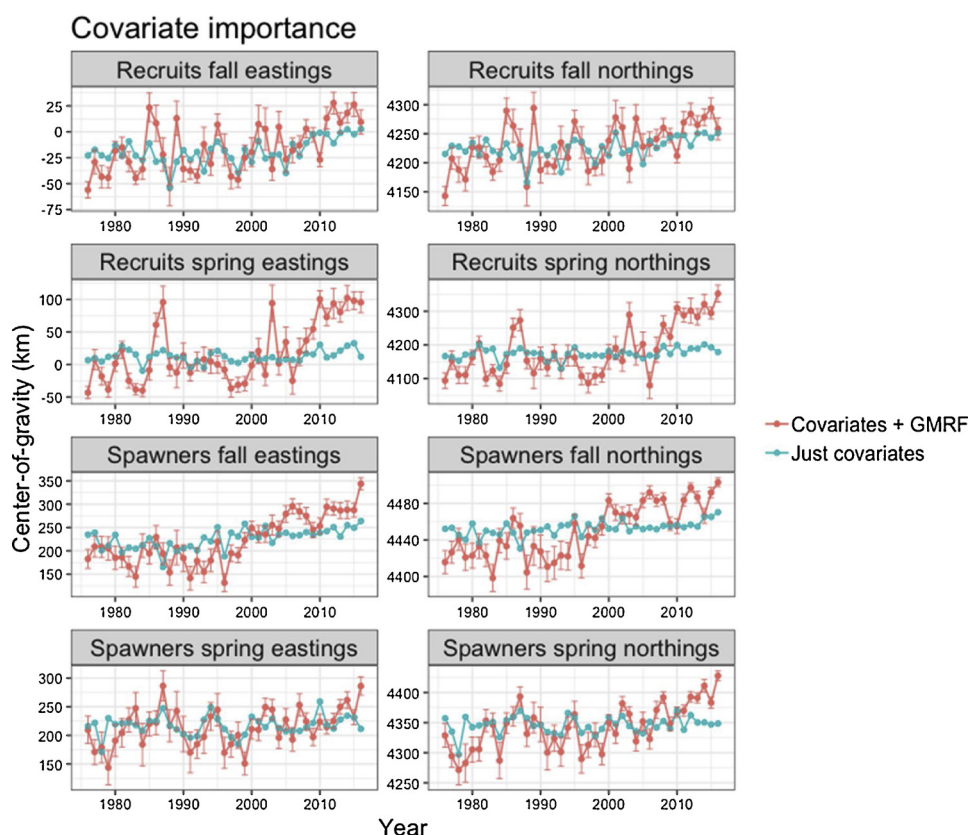 Covariate importance
Recruits fall eastings
Recruits fall northings
25
0
-25
-50
-75
4300
4250
4200
4150
1980 1990 2000 2010
1980 1990 2000 2010
Recruits spring eastings
Recruits spring northings
100
50
0
-50
4300
4200
4100
1980 1990 2000 2010
1980 1990 2000 2010
Center-of-gravity (km)
Covariates + GMRF
Just covariates
Spawners fall eastings
Spawners fall northings
350
300
250
200
150
4480
4440
4400
1980 1990 2000 2010
1980 1990 2000 2010
Spawners spring eastings
Spawners spring northings
300
250
200
150
4400
4350
4300
4250
1980 1990 2000 2010
1980 1990 2000 2010
Year